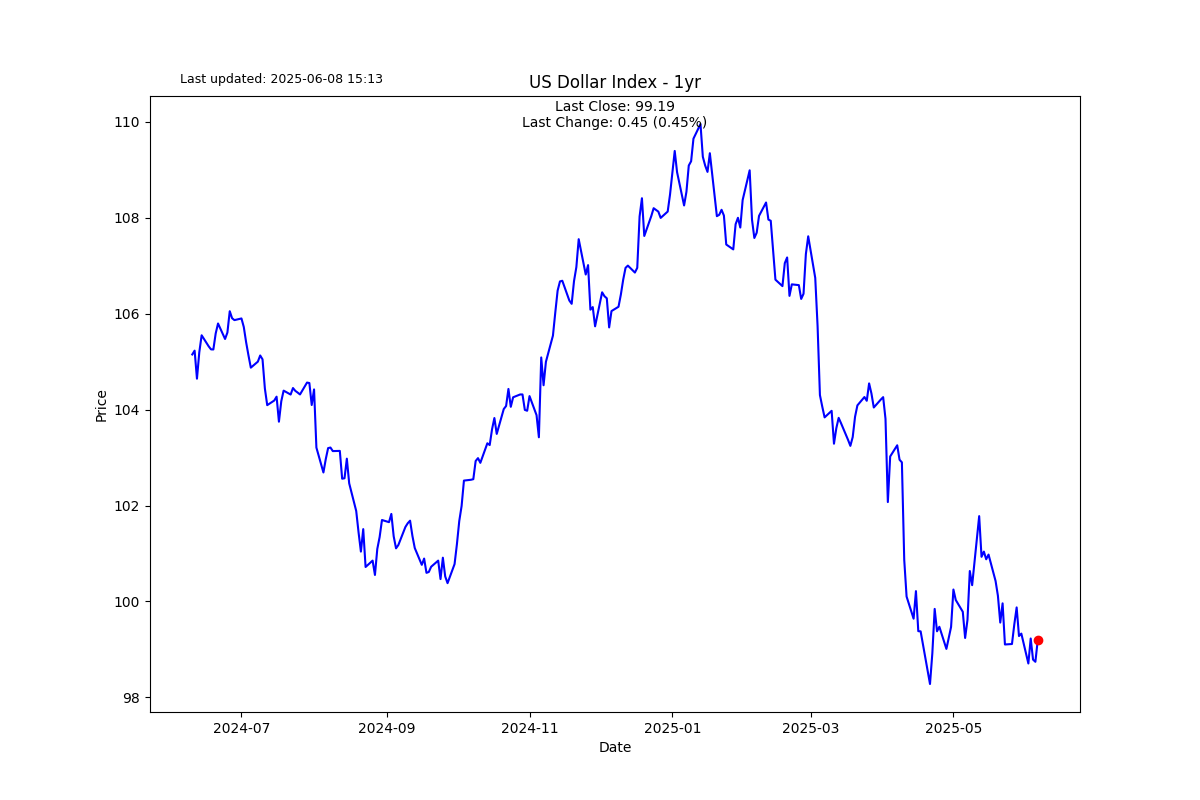 Last updated: 2025-06-08 15:13
US Dollar Index - 1yr
Last Close: 99.19
Last Change: 0.45 (0.45%)
Price
110
108
106
104
102
100
98
2024-07 2024-09 2024-11 2025-01 2025-03 2025-05
Date